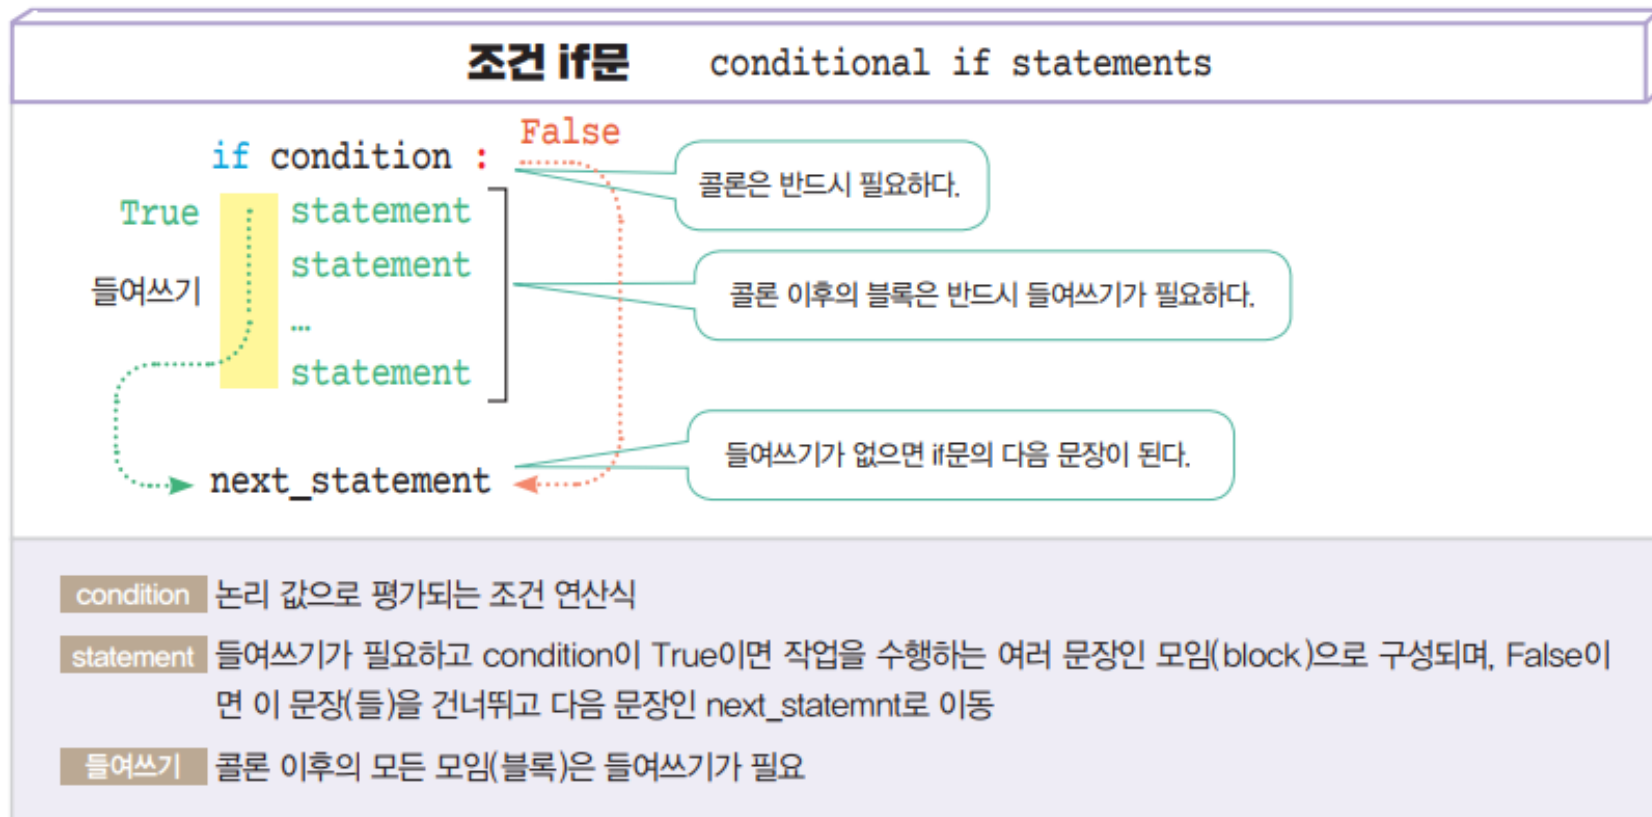 조건 if문 conditional if statements
False
if condition :
콜론은 반드시 필요하다.
True statement
statement
들여쓰기
콜론 이후의 블록은 반드시 들여쓰기가 필요하다.
…
statement
들여쓰기가 없으면 if문의 다음 문장이 된다.
next_statement
condition 논리 값으로 평가되는 조건 연산식
statement 들여쓰기가 필요하고 condition이 True이면 작업을 수행하는 여러 문장인 모임(block)으로 구성되며, False이
면 이 문장(들)을 건너뛰고 다음 문장인 next_statemnt로 이동
들여쓰기 콜론 이후의 모든 모임(블록)은 들여쓰기가 필요